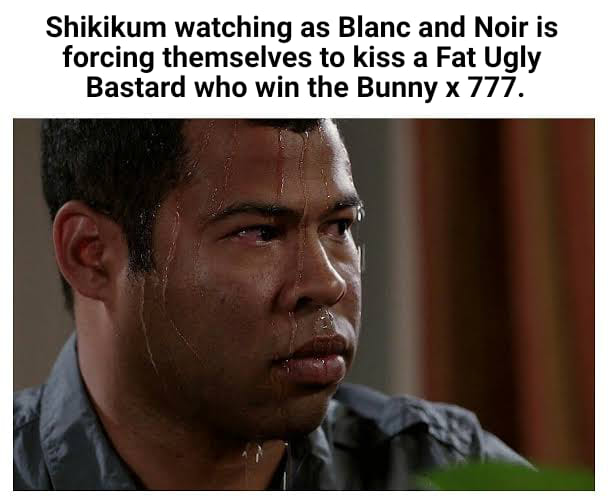 Shikikum watching as Blanc and Noir is
forcing themselves to kiss a Fat Ugly
Bastard who win the Bunny x 777.